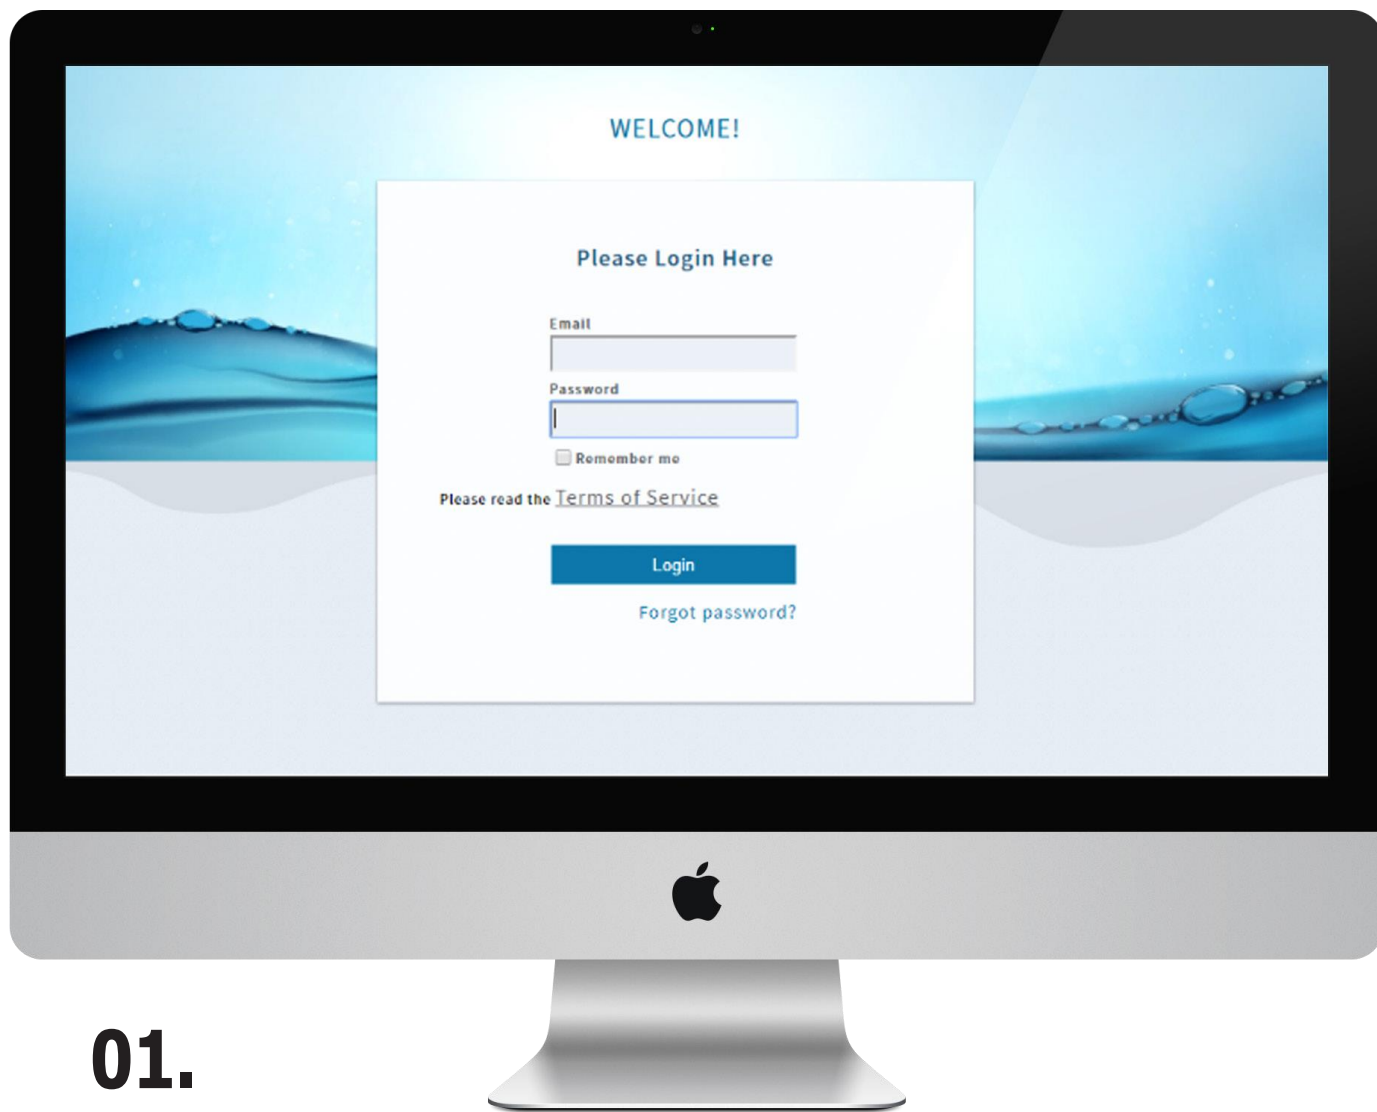 WELCOME!
Please Login Here
Email
Password
Remember me
Please read the Terms of Service
Login
Forgot password?
01.